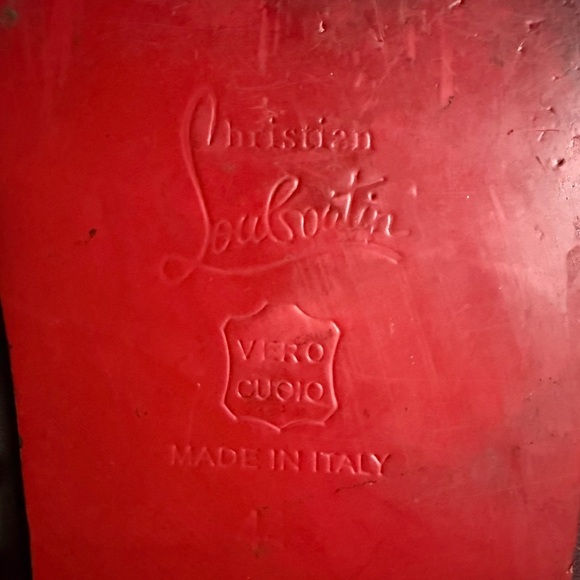 Christian
Louboutin
VERO
CUOIO
MADE IN ITALY